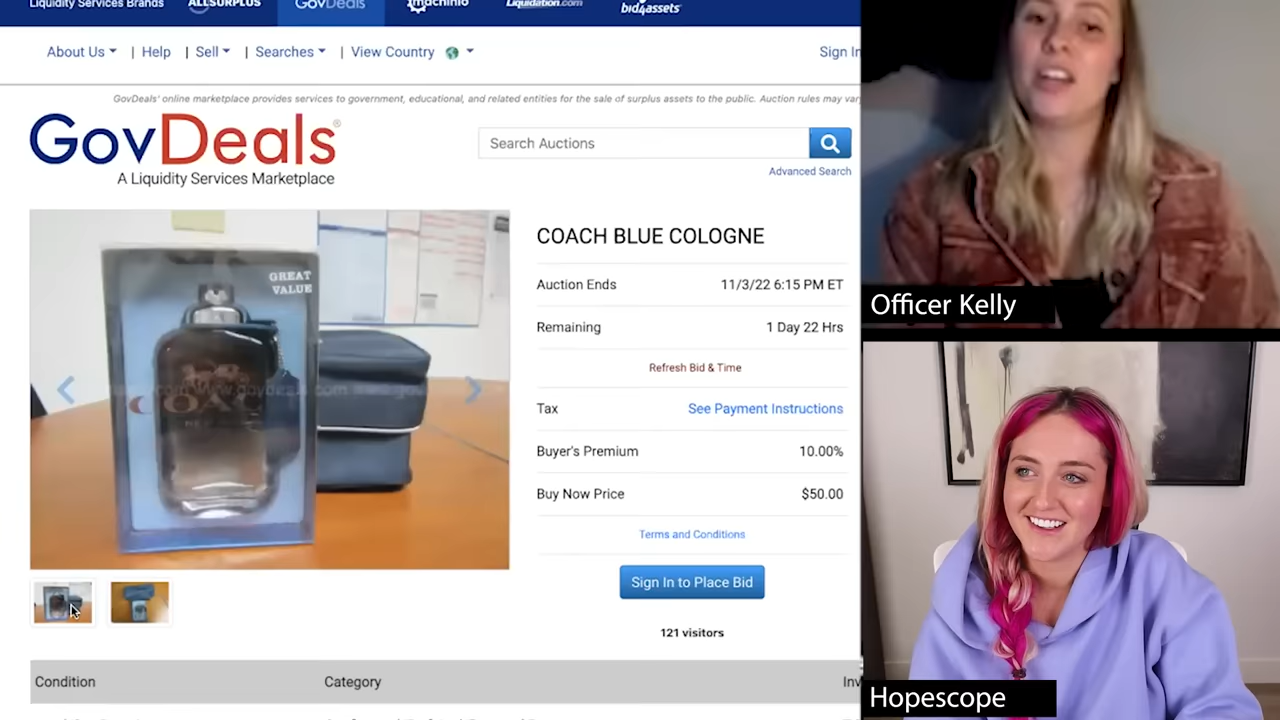 Liquidity Services Brands
ALLSURPLUS
GovDeals
machinio
Liquidation.com
bid4assets
About Us | Help | Sell | Searches | View Country
Sign In
GovDeals' online marketplace provides services to government, educational, and related entities for the sale of surplus assets to the public. Auction rules may vary
GovDeals®
A Liquidity Services Marketplace
Search Auctions
Advanced Search
GREAT
VALUE
COACH
www.govdeals.com
COACH BLUE COLOGNE
Auction Ends 11/3/22 6:15 PM ET
Remaining 1 Day 22 Hrs
Refresh Bid & Time
Tax See Payment Instructions
Buyer's Premium 10.00%
Buy Now Price $50.00
Terms and Conditions
Sign In to Place Bid
121 visitors
Condition Category Inv
Officer Kelly
Hopescope